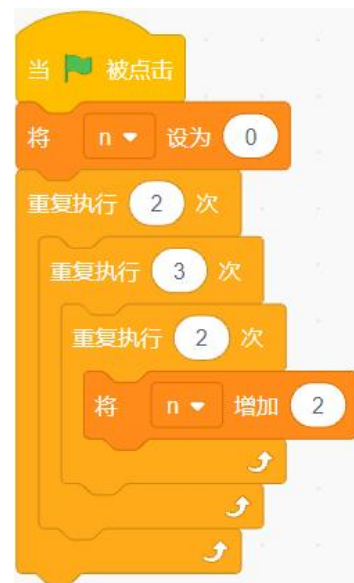 当 被点击
将 n 设为 0
重复执行 2 次
重复执行 3 次
重复执行 2 次
将 n 增加 2